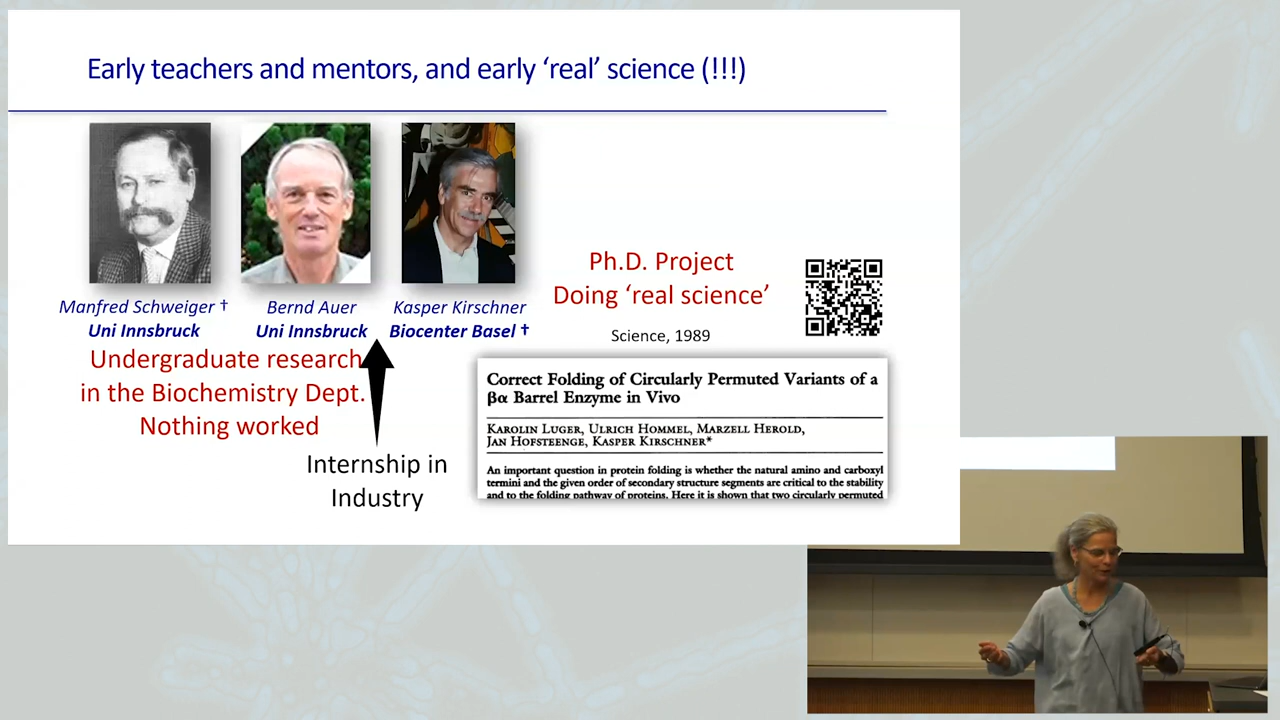 Early teachers and mentors, and early ‘real’ science (!!!)
Manfred Schweiger †
Uni Innsbruck
Bernd Auer
Uni Innsbruck
Kasper Kirschner
Biocenter Basel †
Undergraduate research
in the Biochemistry Dept.
Nothing worked
Internship in
Industry
Ph.D. Project
Doing ‘real science’
Science, 1989
Correct Folding of Circularly Permuted Variants of a
βα Barrel Enzyme in Vivo
KAROLIN LUGER, ULRICH HOMMEL, MARZELL HEROLD,
JAN HOFSTEENGE, KASPER KIRSCHNER*
An important question in protein folding is whether the natural amino and carboxyl
termini and the given order of secondary structure segments are critical to the stability
and to the folding pathway of proteins. Here it is shown that two circularly permuted